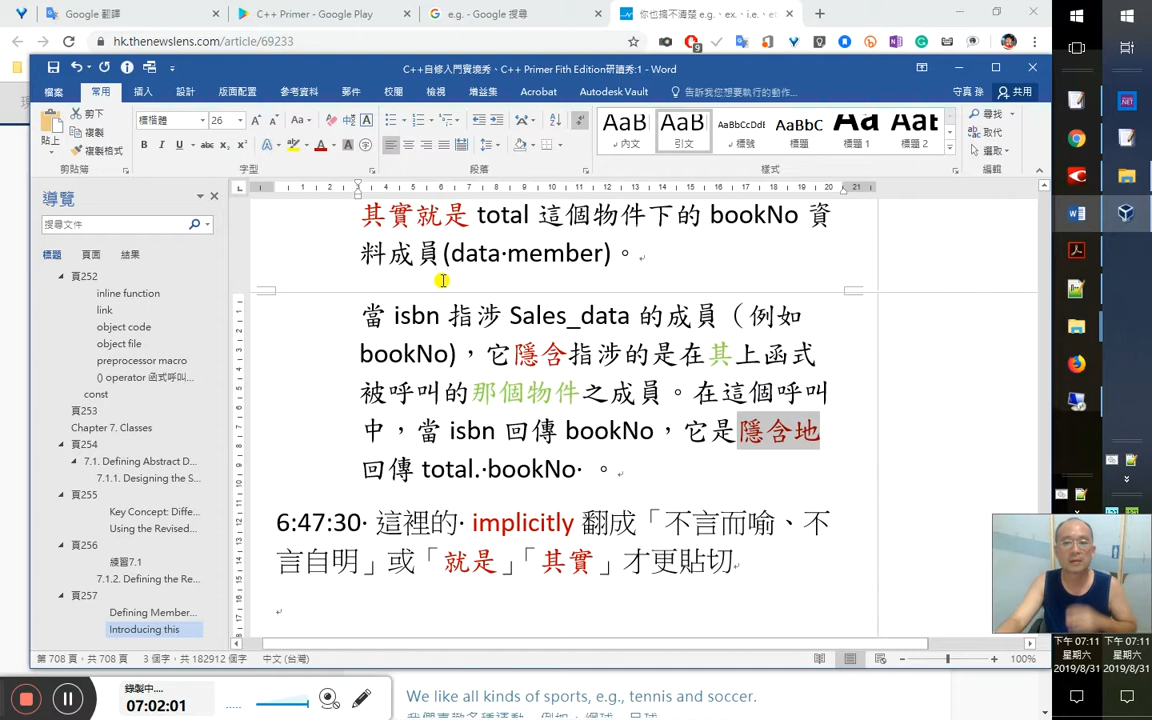 Google 翻譯
C++ Primer - Google Play
e.g. - Google 搜尋
你也搞不清楚 e.g.、ex.、i.e.、et
hk.thenewslens.com/article/69233
C++自修入門實境秀、C++ Primer Fith Edition研讀秀:1 - Word
檔案 常用 插入 設計 版面配置 參考資料 郵件 校閱 檢視 增益集 Acrobat Autodesk Vault 告訴我您想要執行的動作... 守真 孫 共用
貼上 剪下 複製 複製格式
標楷體 26
AaB AaB AaBbCcDdE AaBbC AaB AaB
內文 引文 標號 標題 標題 1 標題 2
尋找 取代 選取
剪貼簿 字型 段落 樣式 編輯
導覽
搜尋文件
標題 頁面 結果
頁252
inline function
link
object code
object file
preprocessor macro
() operator 函式呼叫...
const
頁253
Chapter 7. Classes
頁254
7.1. Defining Abstract D...
7.1.1. Designing the S...
頁255
Key Concept: Diffe...
Using the Revised...
頁256
練習7.1
7.1.2. Defining the Re...
頁257
Defining Member...
Introducing this
其實就是 total 這個物件下的 bookNo 資
料成員(data·member)。
當 isbn 指涉 Sales_data 的成員（例如
bookNo)，它隱含指涉的是在其上函式
被呼叫的那個物件之成員。在這個呼叫
中，當 isbn 回傳 bookNo，它是隱含地
回傳 total.·bookNo· 。
6:47:30· 這裡的· implicitly 翻成「不言而喻、不
言自明」或「就是」「其實」才更貼切
第 708 頁，共 708 頁 3 個字，共 182912 個字 中文 (台灣) 100%
錄製中....
07:02:01
We like all kinds of sports, e.g., tennis and soccer.
下午 07:11 下午 07:11
星期六 星期六
2019/8/31 2019/8/31